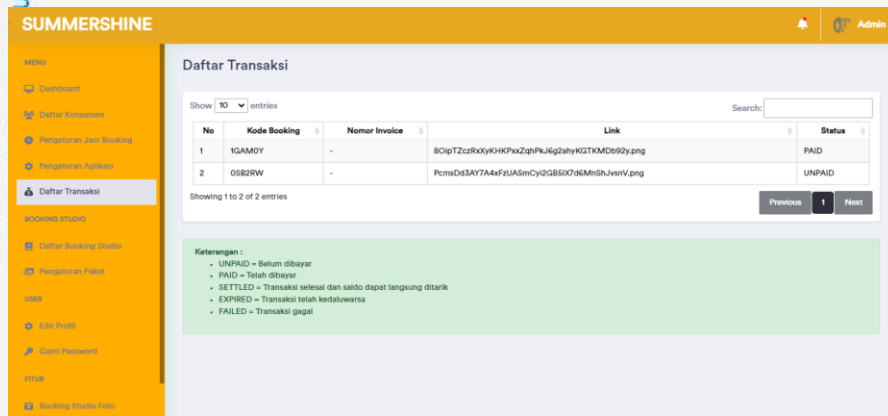 SUMMERSHINE
Admin
MENU
Dashboard
Daftar Konsumen
Pengaturan Jam Booking
Pengaturan Aplikasi
Daftar Transaksi
BOOKING STUDIO
Daftar Booking Studio
Pengaturan Paket
USER
Edit Profil
Ganti Password
FITUR
Booking Studio Foto
Daftar Transaksi
Show 10 entries
Search:
No Kode Booking Nomor Invoice Link Status
1 1GAM0Y - 8OipTZczRxXyKHKPxxZqhPkJ6g2ahyKGTKMDb92y.png PAID
2 0SB2RW - PcmsDd3AY7A4xFzUASmCyi2GB5IX7d6MnShJvsnV.png UNPAID
Showing 1 to 2 of 2 entries
Previous 1 Next
Keterangan :
UNPAID = Belum dibayar
PAID = Telah dibayar
SETTLED = Transaksi selesai dan saldo dapat langsung ditarik
EXPIRED = Transaksi telah kedaluwarsa
FAILED = Transaksi gagal